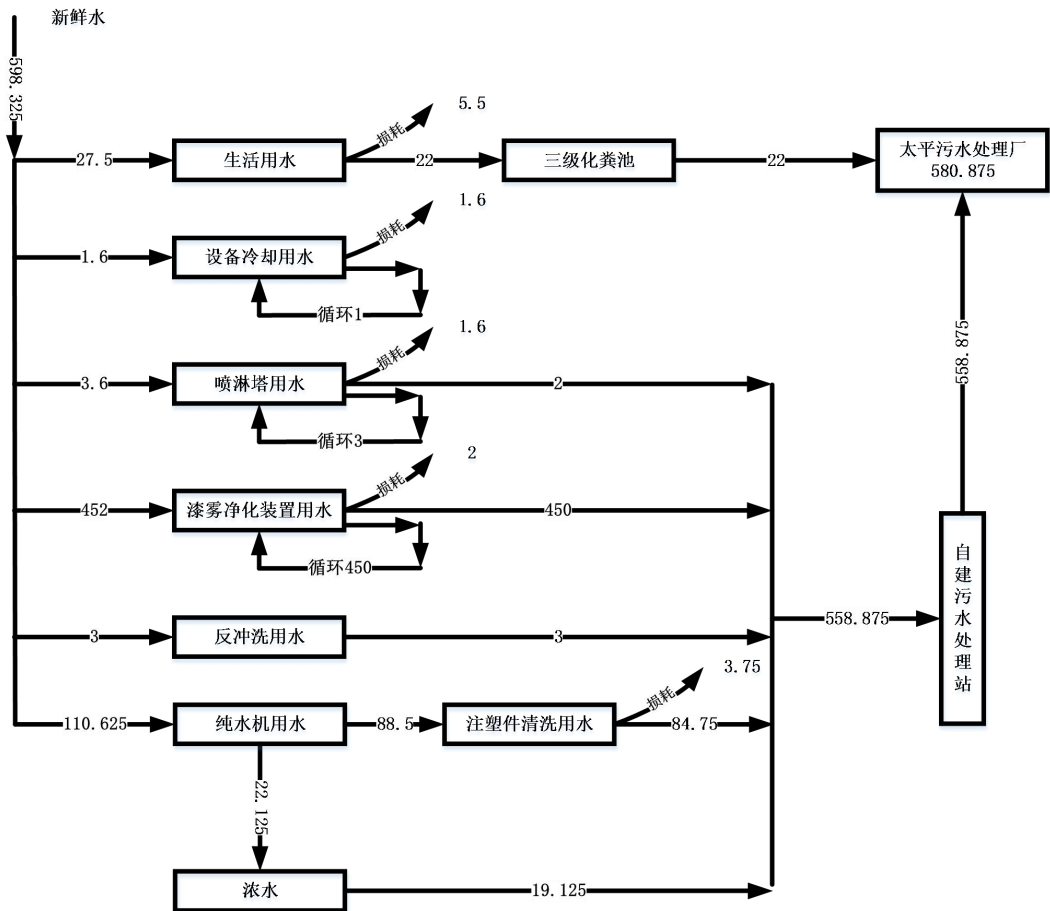 新鲜水
598.325
5.5
损耗
27.5
生活用水
22
三级化粪池
22
太平污水处理厂
580.875
1.6
损耗
1.6
设备冷却用水
循环1
1.6
损耗
3.6
喷淋塔用水
2
循环3
558.875
2
损耗
452
漆雾净化装置用水
450
循环450
自建污水处理站
558.875
3
反冲洗用水
3
3.75
损耗
110.625
纯水机用水
88.5
注塑件清洗用水
84.75
22.125
浓水
19.125